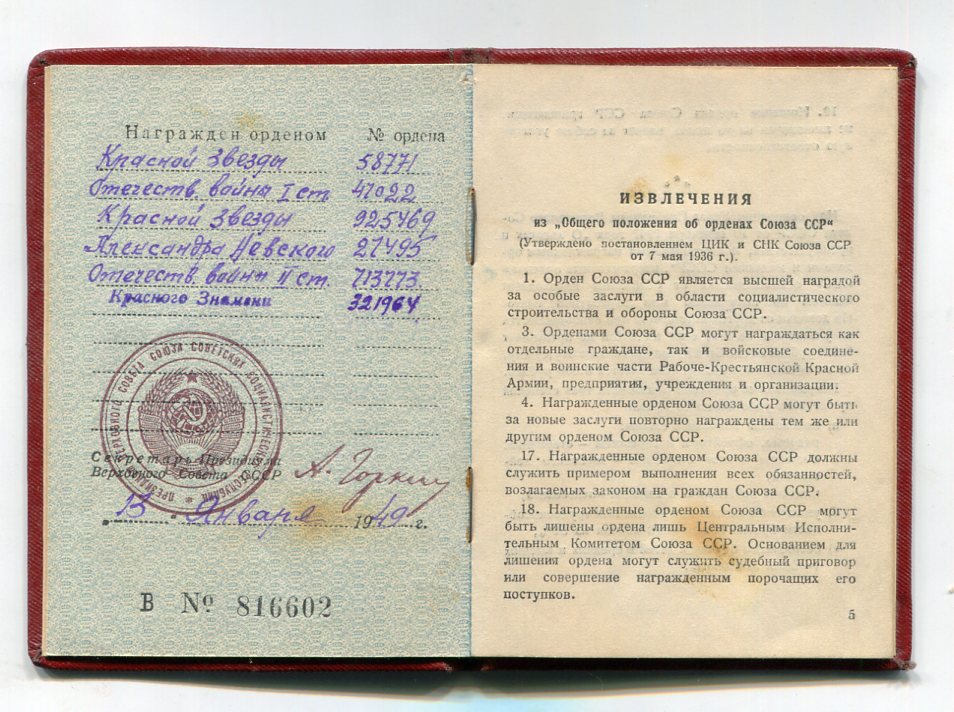 Награжден орденом № ордена
Красной Звезды 58771
Отечеств. войны I ст. 47022
Красной Звезды 925469
Александра Невского 27495
Отечеств. войны II ст. 713773.
Красного Знамени 321964
Секретарь Президиума
Верховного Совета СССР А. Горкин
13 Января 1949 г.
В № 816602
ИЗВЛЕЧЕНИЯ
из „Общего положения об орденах Союза ССР“
(Утверждено постановлением ЦИК и СНК Союза ССР
от 7 мая 1936 г.).
1. Орден Союза ССР является высшей наградой
за особые заслуги в области социалистического
строительства и обороны Союза ССР.
3. Орденами Союза ССР могут награждаться как
отдельные граждане, так и войсковые соедине-
ния и воинские части Рабоче-Крестьянской Красной
Армии, предприятия, учреждения и организации.
4. Награжденные орденом Союза ССР могут быть
за новые заслуги повторно награждены тем же или
другим орденом Союза ССР.
17. Награжденные орденом Союза ССР должны
служить примером выполнения всех обязанностей,
возлагаемых законом на граждан Союза ССР.
18. Награжденные орденом Союза ССР могут
быть лишены ордена лишь Центральным Исполни-
тельным Комитетом Союза ССР. Основанием для
лишения ордена могут служить судебный приговор
или совершение награжденным порочащих его
поступков.
5